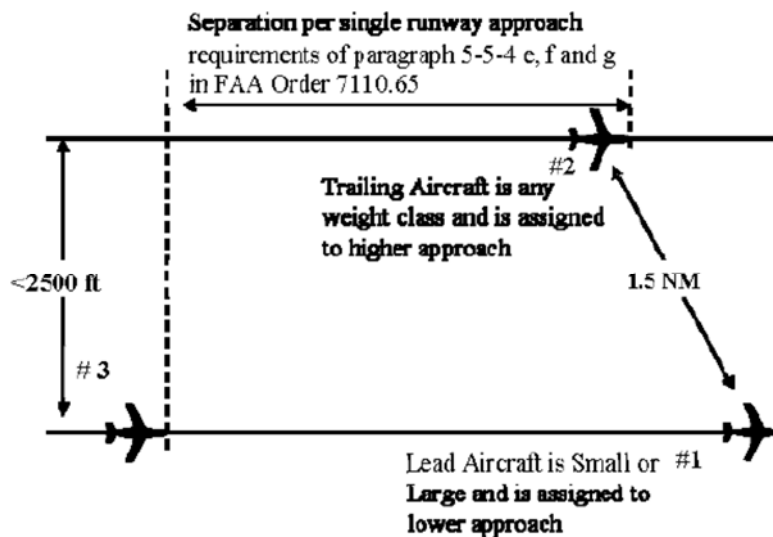 Separation per single runway approach
requirements of paragraph 5-5-4 e, f and g
in FAA Order 7110.65
#2
Trailing Aircraft is any
weight class and is assigned
to higher approach
<2500 ft
1.5 NM
# 3
Lead Aircraft is Small or #1
Large and is assigned to
lower approach